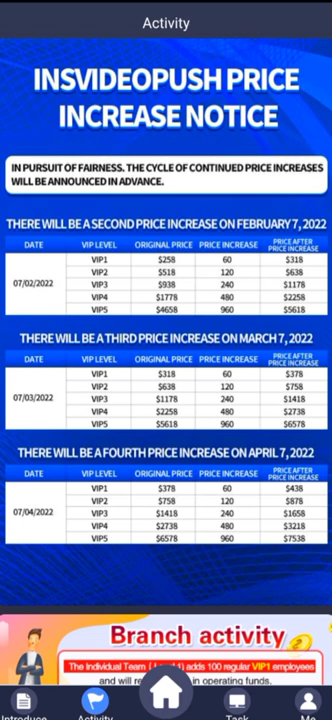 Activity
INSVIDEOPUSH PRICE
INCREASE NOTICE
IN PURSUIT OF FAIRNESS. THE CYCLE OF CONTINUED PRICE INCREASES
WILL BE ANNOUNCED IN ADVANCE.
THERE WILL BE A SECOND PRICE INCREASE ON FEBRUARY 7, 2022
DATE VIP LEVEL ORIGINAL PRICE PRICE INCREASE PRICE AFTER PRICE INCREASE
VIP1 $258 60 $318
VIP2 $518 120 $638
07/02/2022 VIP3 $938 240 $1178
VIP4 $1778 480 $2258
VIP5 $4658 960 $5618
THERE WILL BE A THIRD PRICE INCREASE ON MARCH 7, 2022
DATE VIP LEVEL ORIGINAL PRICE PRICE INCREASE PRICE AFTER PRICE INCREASE
VIP1 $318 60 $378
VIP2 $638 120 $758
07/03/2022 VIP3 $1178 240 $1418
VIP4 $2258 480 $2738
VIP5 $5618 960 $6578
THERE WILL BE A FOURTH PRICE INCREASE ON APRIL 7, 2022
DATE VIP LEVEL ORIGINAL PRICE PRICE INCREASE PRICE AFTER PRICE INCREASE
VIP1 $378 60 $438
VIP2 $758 120 $878
07/04/2022 VIP3 $1418 240 $1658
VIP4 $2738 480 $3218
VIP5 $6578 960 $7538
Branch activity
The Individual Team ( adds 100 regular VIP1 employees
and will in operating funds.
Introduce Activity Task Me